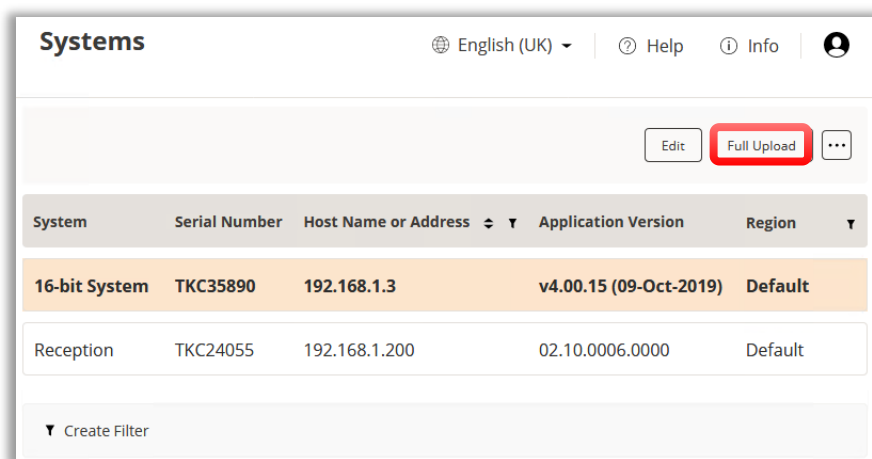 Systems English (UK) Help Info
Edit Full Upload ...
System Serial Number Host Name or Address Application Version Region
16-bit System TKC35890 192.168.1.3 v4.00.15 (09-Oct-2019) Default
Reception TKC24055 192.168.1.200 02.10.0006.0000 Default
Create Filter